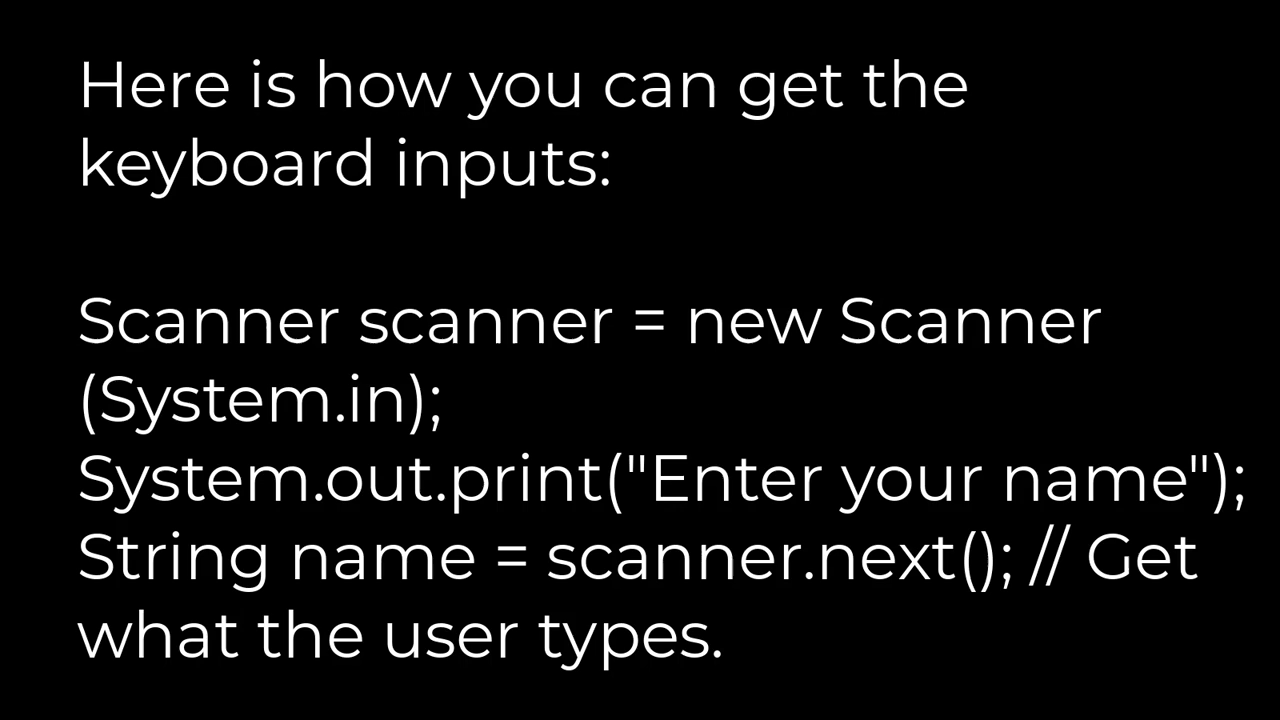 Here is how you can get the
keyboard inputs:
Scanner scanner = new Scanner
(System.in);
System.out.print("Enter your name");
String name = scanner.next(); // Get
what the user types.